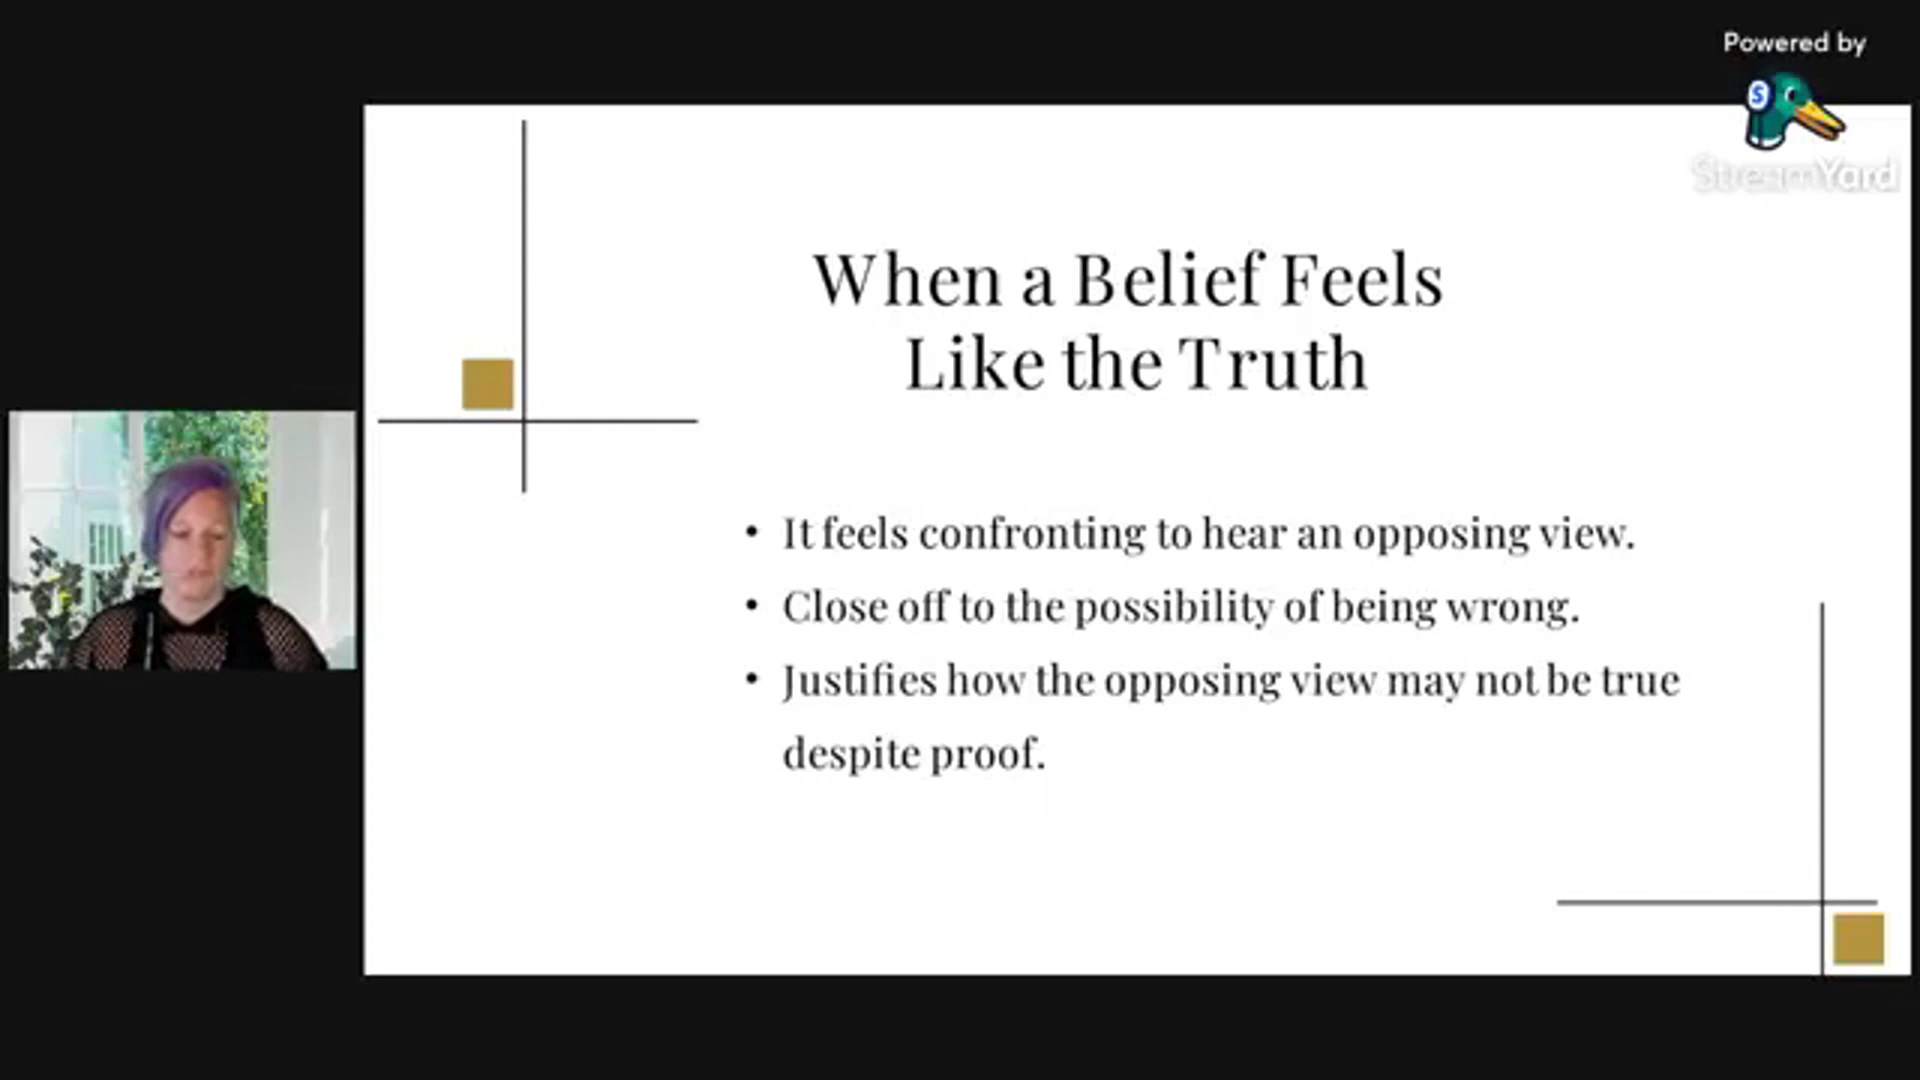 Powered by
S
StreamYard
When a Belief Feels
Like the Truth
• It feels confronting to hear an opposing view.
• Close off to the possibility of being wrong.
• Justifies how the opposing view may not be true
despite proof.